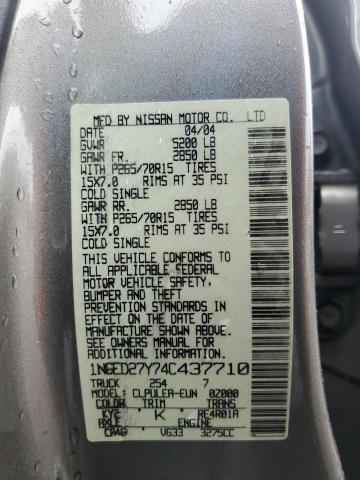 MFD BY NISSAN MOTOR CO. LTD
DATE 04/04
GVWR 5200 LB
GAWR FR. 2850 LB
WITH P265/70R15 TIRES
15X7.0 RIMS AT 35 PSI
COLD SINGLE
GAWR RR. 2850 LB
WITH P265/70R15 TIRES
15X7.0 RIMS AT 35 PSI
COLD SINGLE
THIS VEHICLE CONFORMS TO
ALL APPLICABLE FEDERAL
MOTOR VEHICLE SAFETY,
BUMPER AND THEFT
PREVENTION STANDARDS IN
EFFECT ON THE DATE OF
MANUFACTURE SHOWN ABOVE.
SEE OWNERS MANUAL FOR
ADDITIONAL INFORMATION.
1N6ED27Y74C437710
TRUCK 254 7
MODEL: CLPULEA-EUN 0Z000
COLOR TRIM TRANS
KY2 K RE4R01A
ENGINE
VG33 3275CC